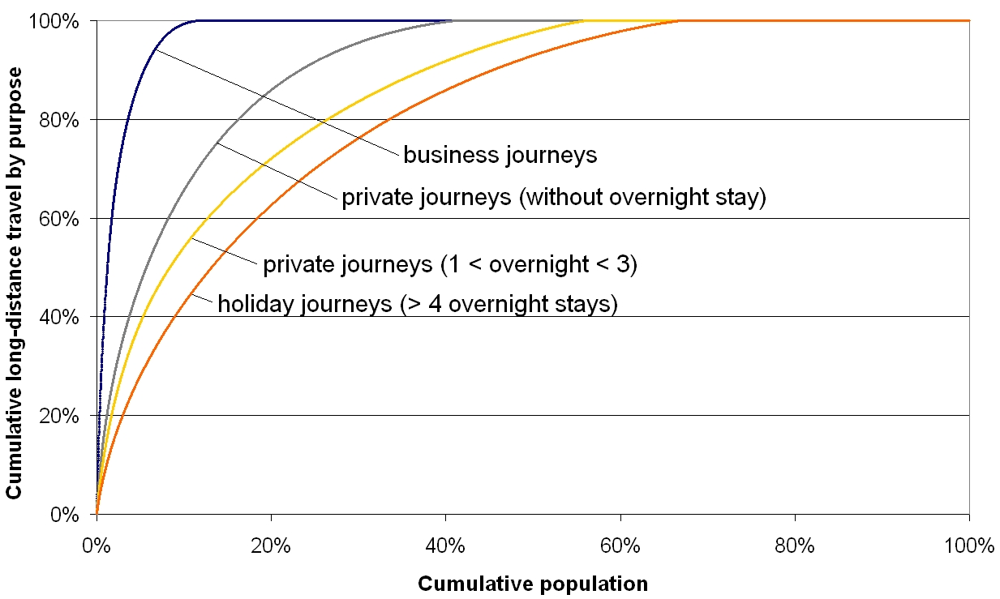 Cumulative long-distance travel by purpose
100%
80%
60%
40%
20%
0%
business journeys
private journeys (without overnight stay)
private journeys (1 < overnight < 3)
holiday journeys (> 4 overnight stays)
0%
20%
40%
60%
80%
100%
Cumulative population